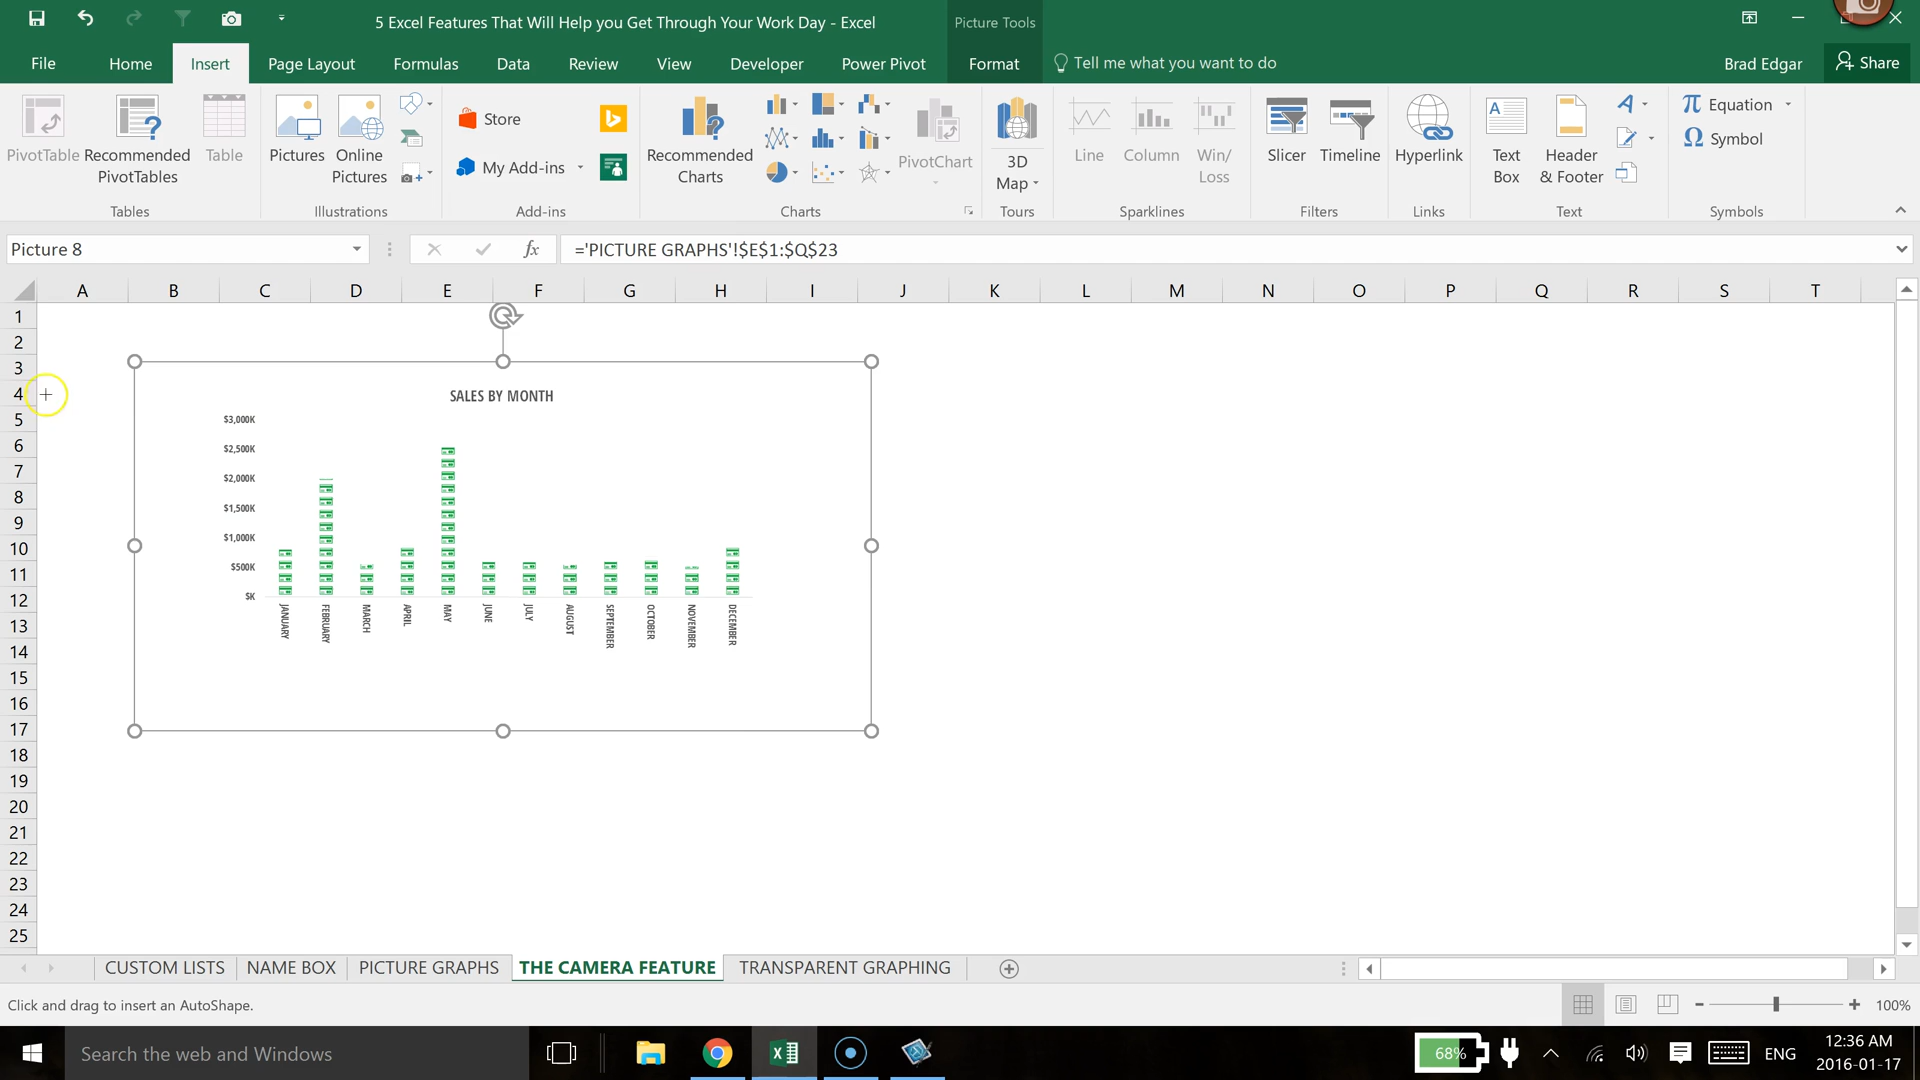 5 Excel Features That Will Help you Get Through Your Work Day - Excel
Picture Tools
File Home Insert Page Layout Formulas Data Review View Developer Power Pivot Format Tell me what you want to do Brad Edgar Share
PivotTable
Recommended
PivotTables
Table
Tables
Pictures
Online
Pictures
Illustrations
Store
My Add-ins
Add-ins
Recommended
Charts
PivotChart
Charts
3D
Map
Tours
Line
Column
Win/
Loss
Sparklines
Slicer
Timeline
Filters
Hyperlink
Links
A
Text
Box
Header
& Footer
Text
Equation
Symbol
Symbols
Picture 8
fx
='PICTURE GRAPHS'!$E$1:$Q$23
A B C D E F G H I J K L M N O P Q R S T
1
2
3
4
5
6
7
8
9
10
11
12
13
14
15
16
17
18
19
20
21
22
23
24
25
SALES BY MONTH
$3,000K
$2,500K
$2,000K
$1,500K
$1,000K
$500K
$K
JANUARY
FEBRUARY
MARCH
APRIL
MAY
JUNE
JULY
AUGUST
SEPTEMBER
OCTOBER
NOVEMBER
DECEMBER
CUSTOM LISTS NAME BOX PICTURE GRAPHS THE CAMERA FEATURE TRANSPARENT GRAPHING
Click and drag to insert an AutoShape.
100%
Search the web and Windows
68%
ENG
12:36 AM
2016-01-17